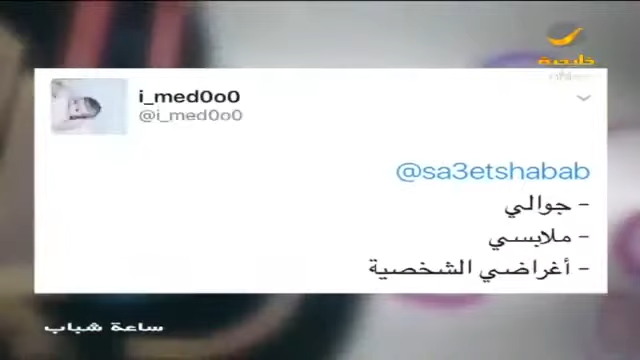 خليجية
i_med0o0
@i_med0o0
@sa3etshabab
- جوالي
- ملابسي
- أغراضي الشخصية
ساعة شباب